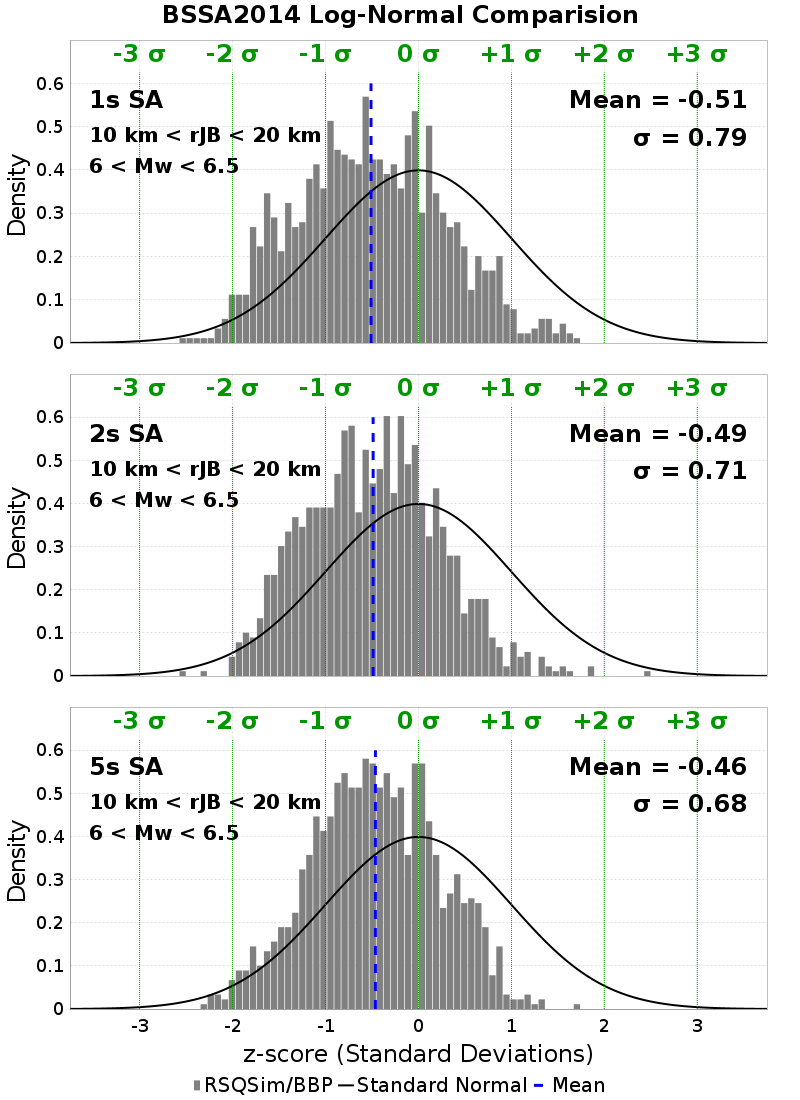 BSSA2014 Log-Normal Comparision
-3 σ -2 σ -1 σ 0 σ +1 σ +2 σ +3 σ
0.6
1s SA Mean = -0.51
0.5
10 km < rJB < 20 km σ = 0.79
6 < Mw < 6.5
0.4
0.3
0.2
0.1
0
Density
-3 σ -2 σ -1 σ 0 σ +1 σ +2 σ +3 σ
0.6
2s SA Mean = -0.49
0.5
10 km < rJB < 20 km σ = 0.71
6 < Mw < 6.5
0.4
0.3
0.2
0.1
0
Density
-3 σ -2 σ -1 σ 0 σ +1 σ +2 σ +3 σ
0.6
5s SA Mean = -0.46
0.5
10 km < rJB < 20 km σ = 0.68
6 < Mw < 6.5
0.4
0.3
0.2
0.1
0
Density
-3 -2 -1 0 1 2 3
z-score (Standard Deviations)
RSQSim/BBP Standard Normal Mean